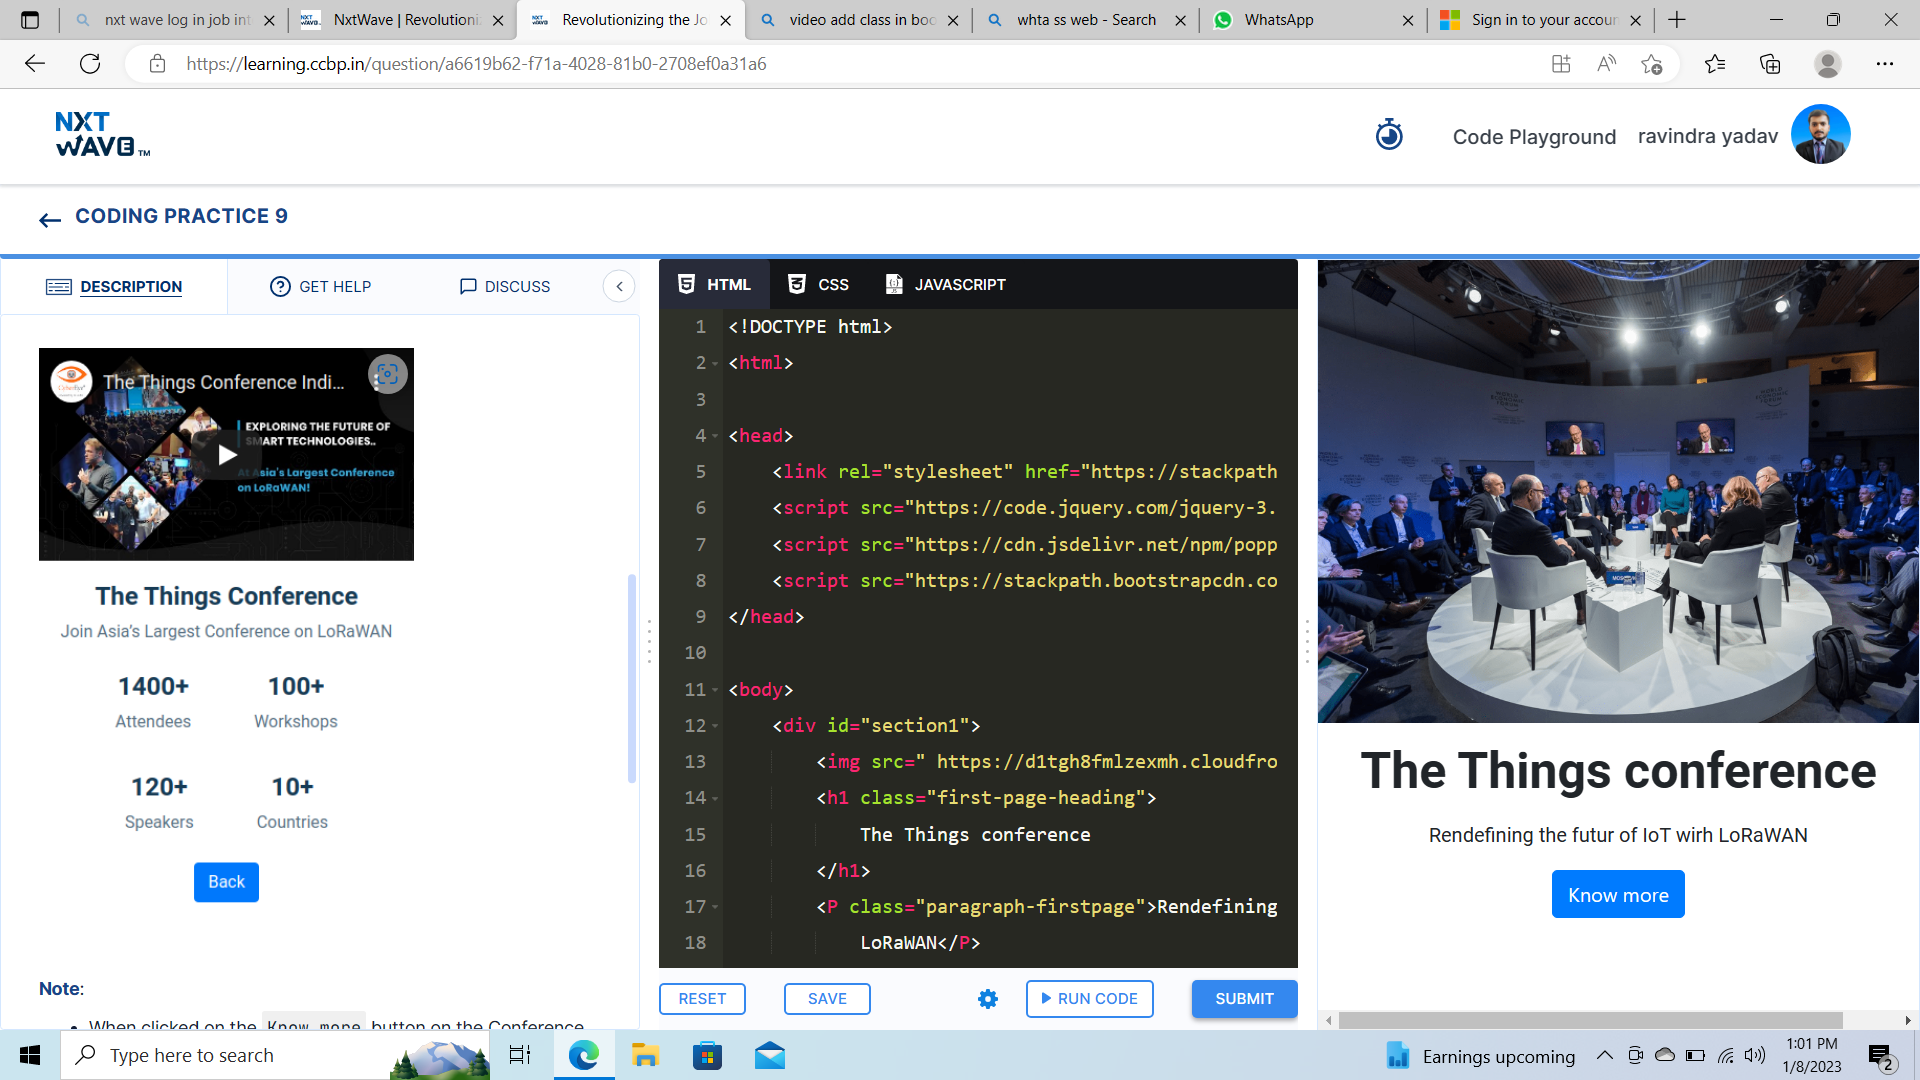 nxt wave log in job int
NxtWave | Revolutioni
Revolutionizing the Jo
video add class in boo
whta ss web - Search
WhatsApp
Sign in to your accoun
https://learning.ccbp.in/question/a6619b62-f71a-4028-81b0-2708ef0a31a6
NXT
WAVE TM
Code Playground
ravindra yadav
CODING PRACTICE 9
DESCRIPTION
GET HELP
DISCUSS
The Things Conference Indi...
EXPLORING THE FUTURE OF
SMART TECHNOLOGIES..
At Asia's Largest Conference
on LoRaWAN!
The Things Conference
Join Asia's Largest Conference on LoRaWAN
1400+ 100+
Attendees Workshops
120+ 10+
Speakers Countries
Back
Note:
When clicked on the Know more button on the Conference
HTML
CSS
JAVASCRIPT
1 <!DOCTYPE html>
2 <html>
3
4 <head>
5 <link rel="stylesheet" href="https://stackpath
6 <script src="https://code.jquery.com/jquery-3.
7 <script src="https://cdn.jsdelivr.net/npm/popp
8 <script src="https://stackpath.bootstrapcdn.co
9 </head>
10
11 <body>
12 <div id="section1">
13 <img src=" https://d1tgh8fmlzexmh.cloudfro
14 <h1 class="first-page-heading">
15 The Things conference
16 </h1>
17 <P class="paragraph-firstpage">Rendefining
18 LoRaWAN</P>
RESET
SAVE
RUN CODE
SUBMIT
The Things conference
Rendefining the futur of IoT wirh LoRaWAN
Know more
Type here to search
Earnings upcoming
1:01 PM
1/8/2023
2